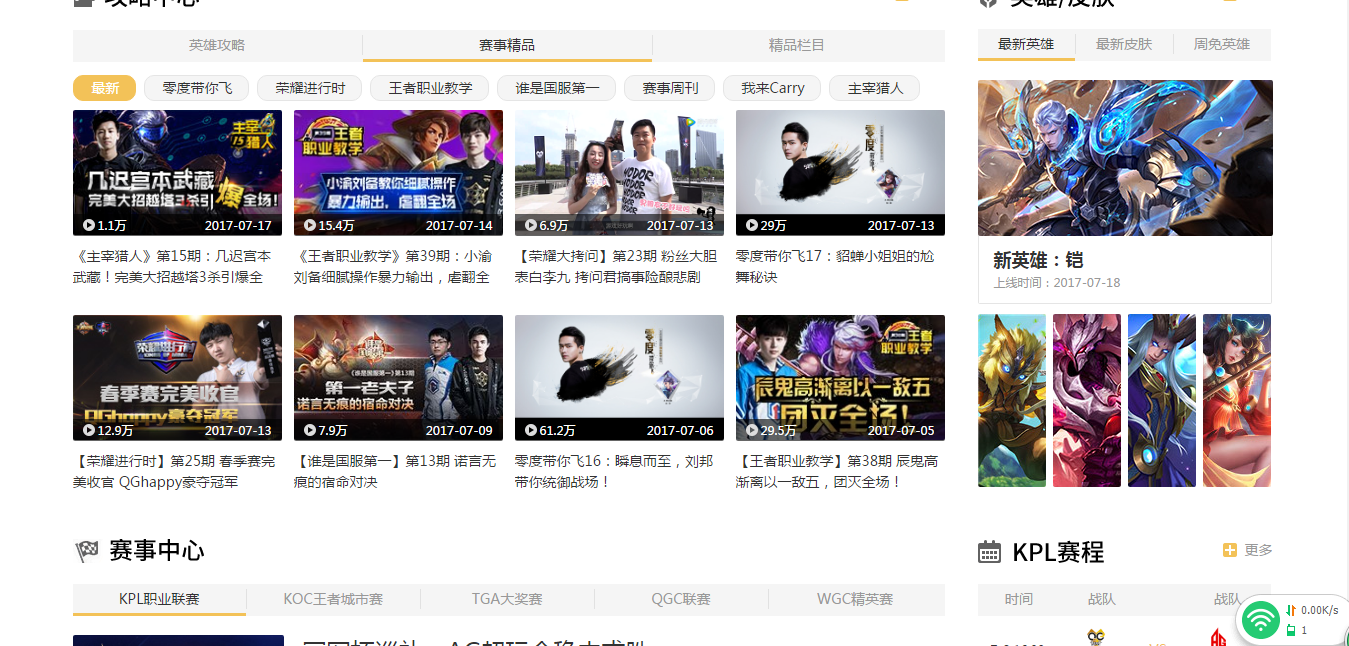 攻略中心
英雄/皮肤
英雄攻略
赛事精品
精品栏目
最新英雄
最新皮肤
周免英雄
最新
零度带你飞
荣耀进行时
王者职业教学
谁是国服第一
赛事周刊
我来Carry
主宰猎人
主宰
15猎人
几迟宫本武藏
完美大招越塔3杀引爆全场!
1.1万
2017-07-17
王者
职业教学
小渝刘备教你细腻操作
暴力输出,虐翻全场
15.4万
2017-07-14
HODOR
HODOR
6.9万
2017-07-13
零度
29万
2017-07-13
《主宰猎人》第15期：几迟宫本
武藏！完美大招越塔3杀引爆全
《王者职业教学》第39期：小渝
刘备细腻操作暴力输出，虐翻全
【荣耀大拷问】第23期 粉丝大胆
表白李九 拷问君搞事险酿悲剧
零度带你飞17：貂蝉小姐姐的尬
舞秘诀
新英雄：铠
上线时间：2017-07-18
荣耀进行时
春季赛完美收官
QGhappy豪夺冠军
12.9万
2017-07-13
《谁是国服第一》第13期
第一老夫子
诺言无痕的宿命对决
7.9万
2017-07-09
零度
61.2万
2017-07-06
王者
职业教学
辰鬼高渐离以一敌五
团灭全场!
29.5万
2017-07-05
【荣耀进行时】第25期 春季赛完
美收官 QGhappy豪夺冠军
【谁是国服第一】第13期 诺言无
痕的宿命对决
零度带你飞16：瞬息而至，刘邦
带你统御战场！
【王者职业教学】第38期 辰鬼高
渐离以一敌五，团灭全场！
赛事中心
KPL赛程
更多
KPL职业联赛
KOC王者城市赛
TGA大奖赛
QGC联赛
WGC精英赛
时间
战队
战队
0.00K/s
1